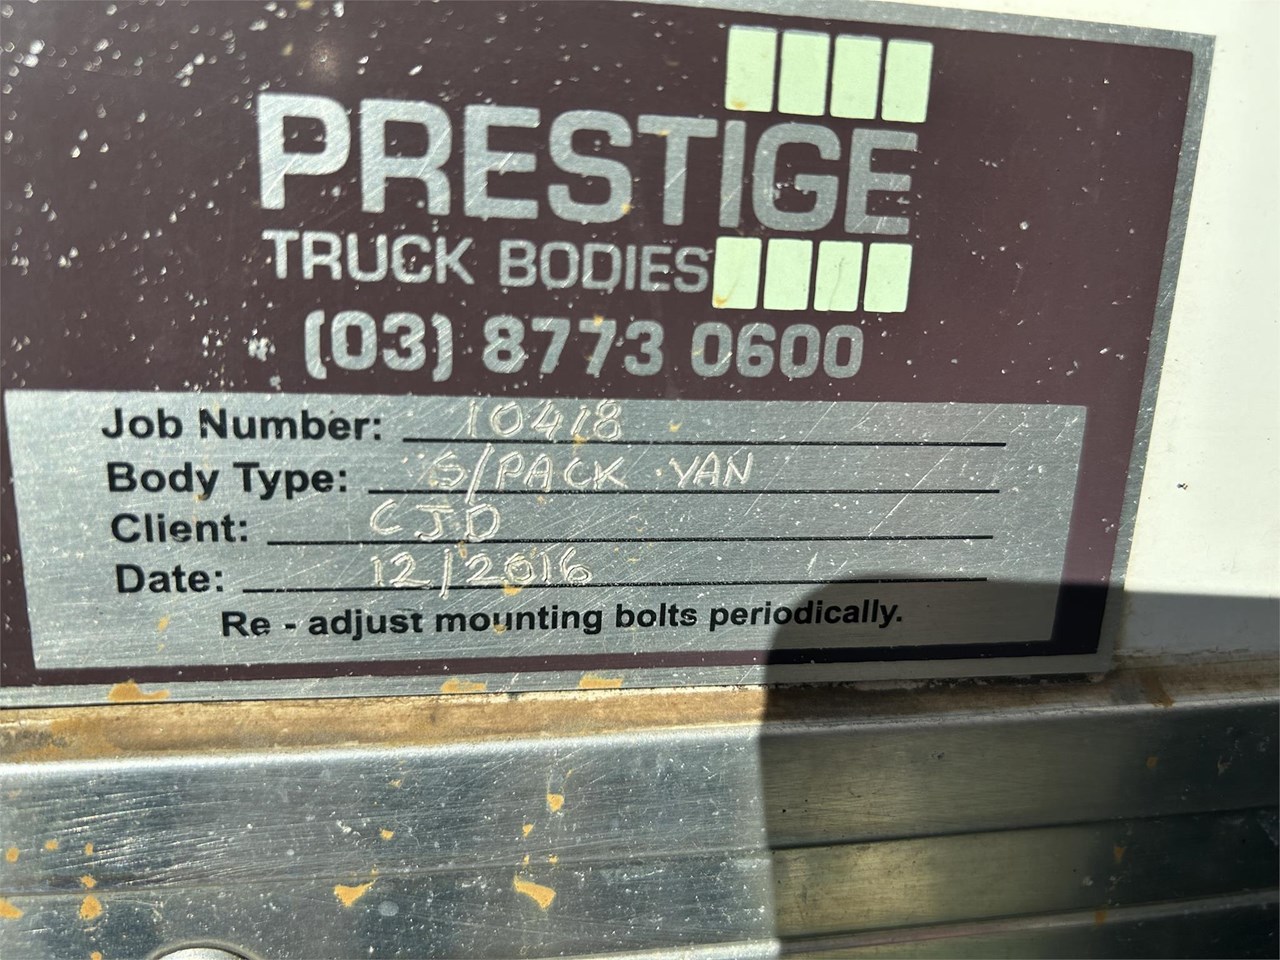 PRESTIGE
TRUCK BODIES
(03) 8773 0600
Job Number: 10418
Body Type: S/PACK VAN
Client: CJD
Date: 12/2016
Re - adjust mounting bolts periodically.